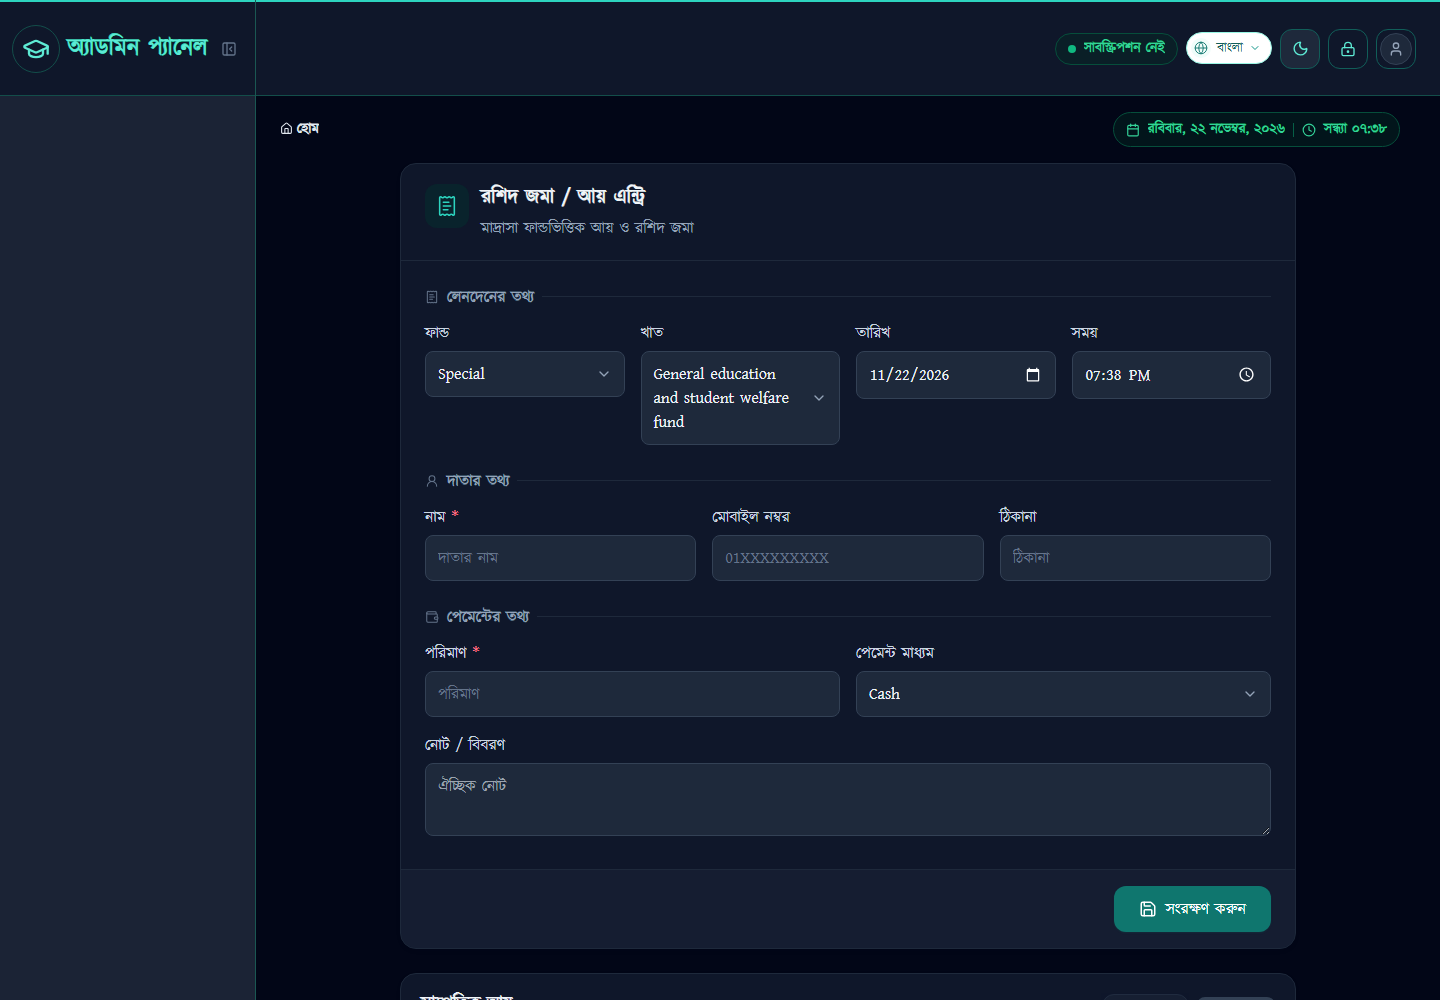 অ্যাডমিন প্যানেল
সাবস্ক্রিপশন নেই
বাংলা
হোম
রবিবার, ২২ নভেম্বর, ২০২৬
সন্ধ্যা ০৭:৩৮
রশিদ জমা / আয় এন্ট্রি
মাদ্রাসা ফান্ডভিত্তিক আয় ও রশিদ জমা
লেনদেনের তথ্য
ফান্ড
খাত
তারিখ
সময়
Special
General education
and student welfare
fund
11/22/2026
07:38 PM
দাতার তথ্য
নাম *
মোবাইল নম্বর
ঠিকানা
দাতার নাম
01XXXXXXXXX
ঠিকানা
পেমেন্টের তথ্য
পরিমাণ *
পেমেন্ট মাধ্যম
পরিমাণ
Cash
নোট / বিবরণ
ঐচ্ছিক নোট
সংরক্ষণ করুন